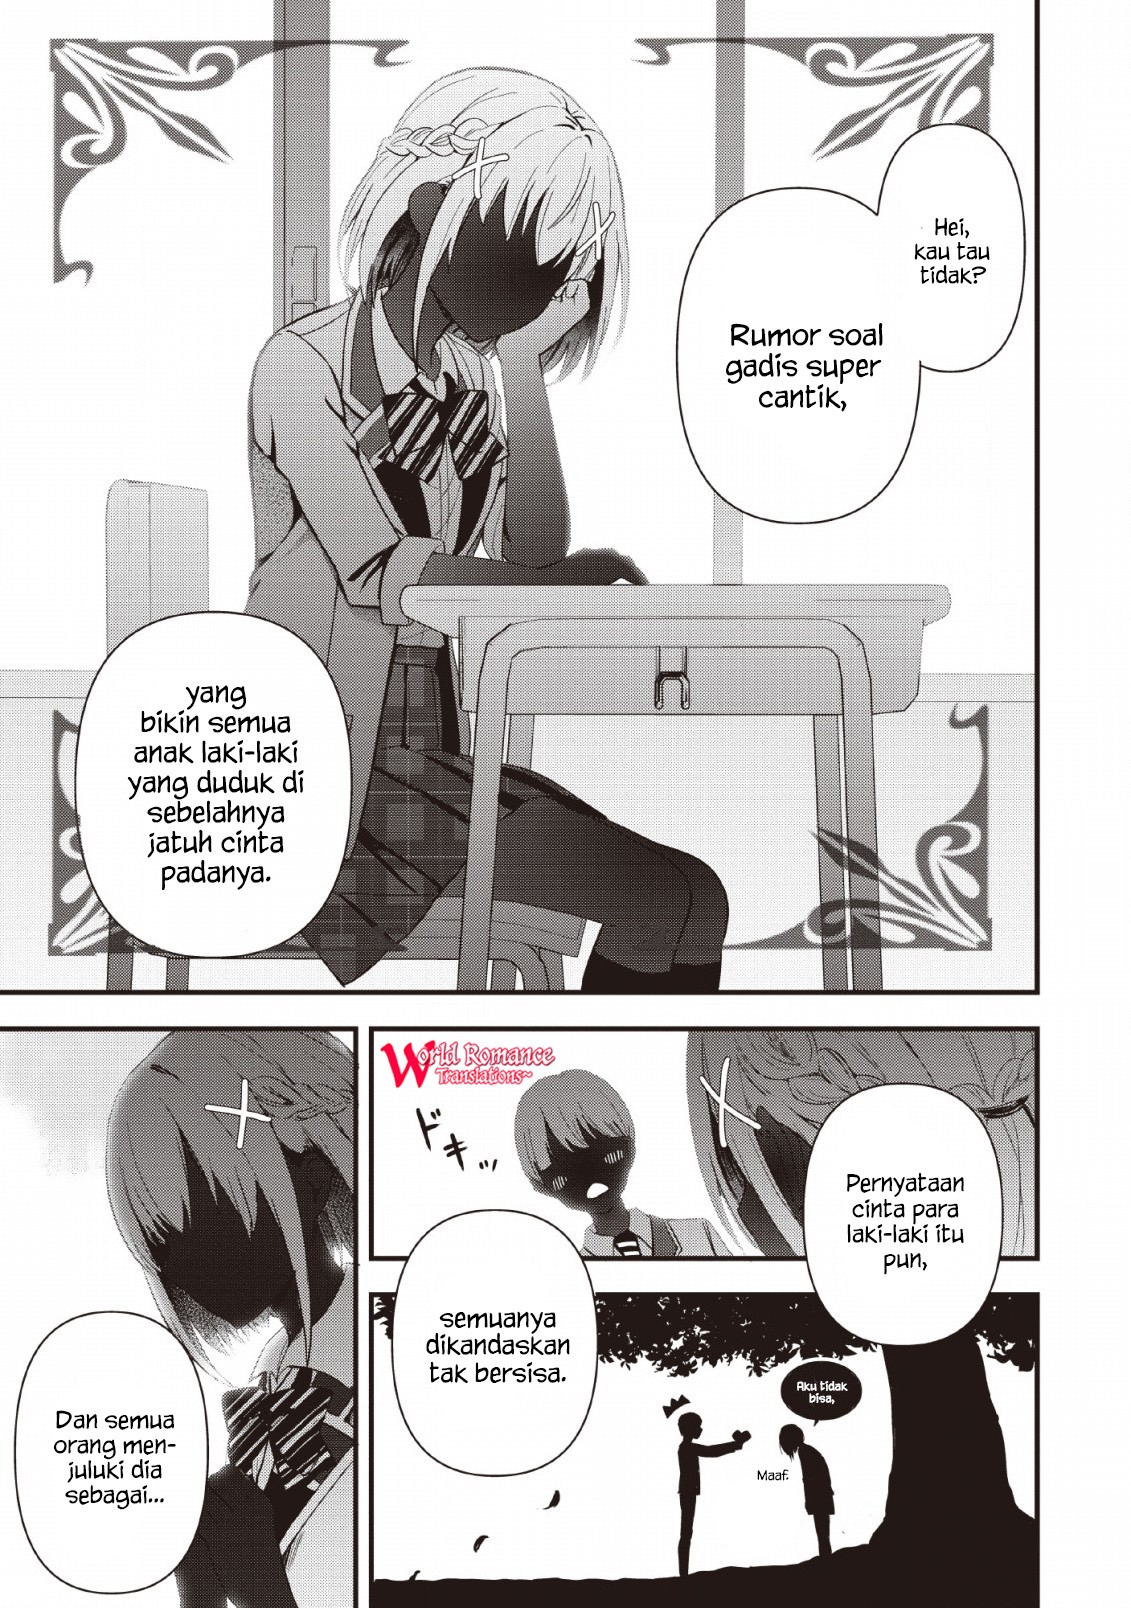 Hei,
kau tau
tidak?
Rumor soal
gadis super
cantik,
yang
bikin semua
anak laki-laki
yang duduk di
sebelahnya
jatuh cinta
padanya.
World Romance
Translations~
ドキッ
Pernyataan
cinta para
laki-laki itu
pun,
semuanya
dikandaskan
tak bersisa.
Aku tidak
bisa,
Maaf.
Dan semua
orang men-
juluki dia
sebagai...